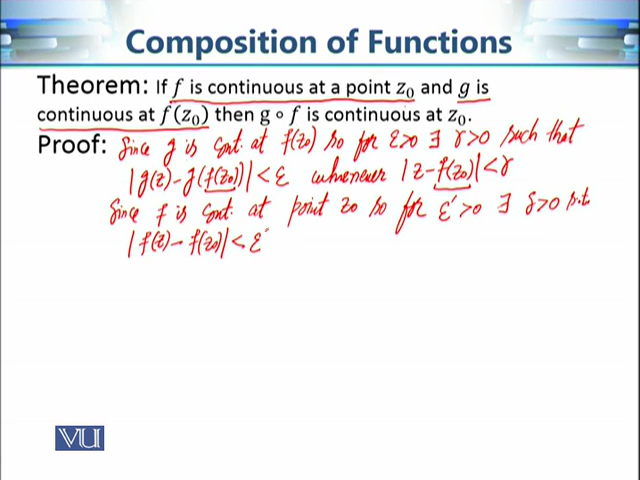 Composition of Functions
Theorem: If f is continuous at a point z₀ and g is
continuous at f(z₀) then g ∘ f is continuous at z₀.
Proof: Since g is cont. at f(z₀) so for ε>0 ∃ γ>0 such that
|g(z) - g(f(z₀))| < ε whenever |z - f(z₀)| < γ
Since f is cont. at point z₀ so for ε' >0 ∃ δ>0 s.t.
|f(z) - f(z₀)| < ε'
VU